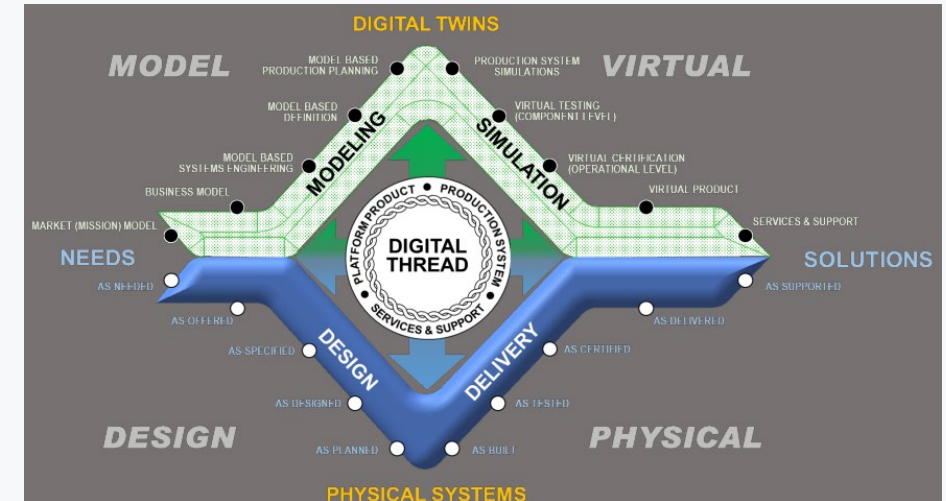 DIGITAL TWINS
MODEL
VIRTUAL
MODEL BASED
PRODUCTION PLANNING
PRODUCTION SYSTEM
SIMULATIONS
MODEL BASED
DEFINITION
VIRTUAL TESTING
(COMPONENT LEVEL)
MODELING
SIMULATION
MODEL BASED
SYSTEMS ENGINEERING
VIRTUAL CERTIFICATION
(OPERATIONAL LEVEL)
BUSINESS MODEL
VIRTUAL PRODUCT
MARKET (MISSION) MODEL
SERVICES & SUPPORT
PLATFORM PRODUCT • PRODUCTION SYSTEM • SERVICES & SUPPORT •
DIGITAL
THREAD
NEEDS
SOLUTIONS
AS NEEDED
AS SUPPORTED
AS OFFERED
AS DELIVERED
AS SPECIFIED
AS CERTIFIED
DESIGN
DELIVERY
AS DESIGNED
AS TESTED
DESIGN
PHYSICAL
AS PLANNED
AS BUILT
PHYSICAL SYSTEMS